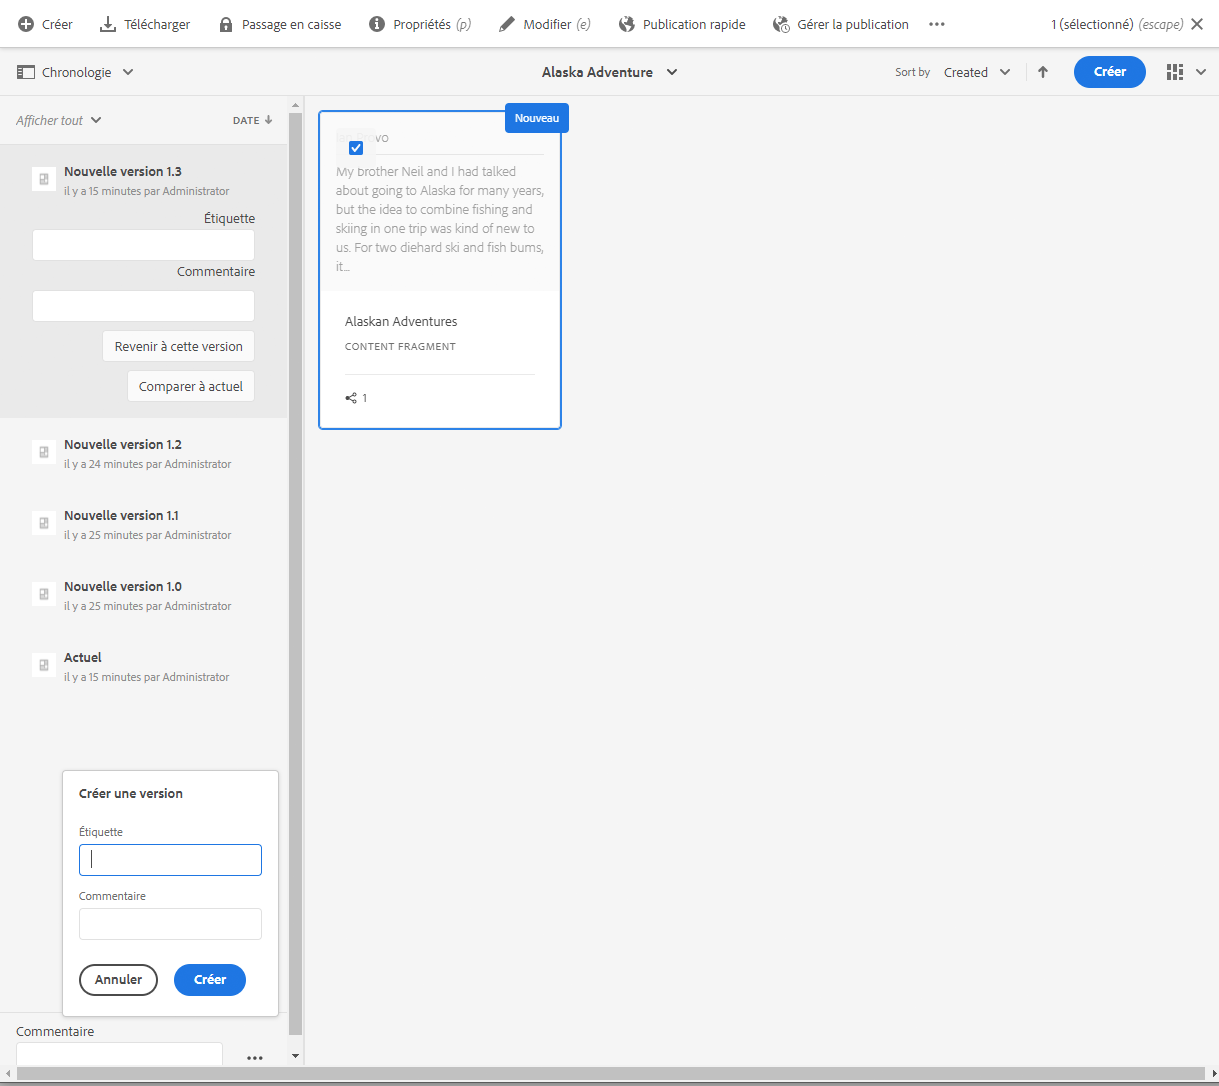 Créer Télécharger Passage en caisse Propriétés (p) Modifier (e) Publication rapide Gérer la publication ••• 1 (sélectionné) (escape)
Chronologie Alaska Adventure Sort by Created Créer
Afficher tout DATE
Nouvelle version 1.3
il y a 15 minutes par Administrator
Étiquette
Commentaire
Revenir à cette version
Comparer à actuel
Nouvelle version 1.2
il y a 24 minutes par Administrator
Nouvelle version 1.1
il y a 25 minutes par Administrator
Nouvelle version 1.0
il y a 25 minutes par Administrator
Actuel
il y a 15 minutes par Administrator
Créer une version
Étiquette
Commentaire
Annuler Créer
Commentaire
•••
Nouveau
My brother Neil and I had talked
about going to Alaska for many years,
but the idea to combine fishing and
skiing in one trip was kind of new to
us. For two diehard ski and fish bums,
it...
Alaskan Adventures
CONTENT FRAGMENT
1